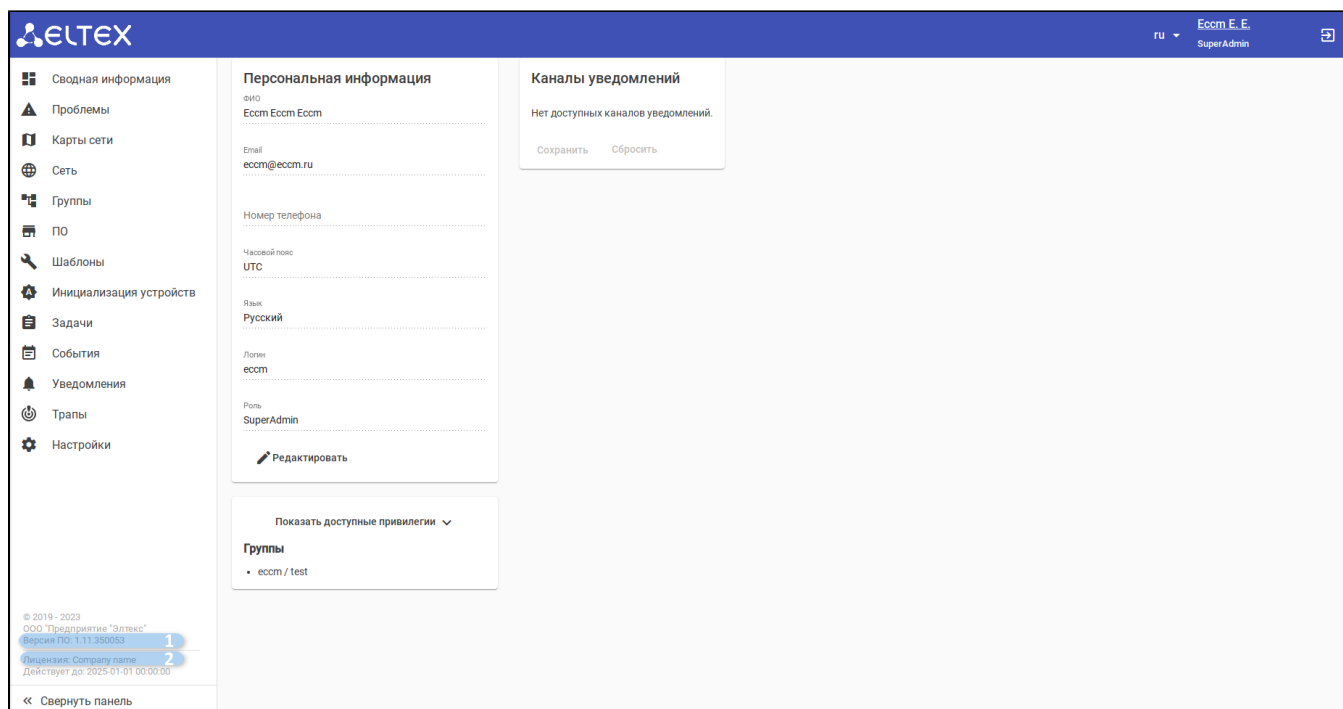 ELTEX
ru
Eccm E. E.
SuperAdmin
Сводная информация
Проблемы
Карты сети
Сеть
Группы
ПО
Шаблоны
Инициализация устройств
Задачи
События
Уведомления
Трапы
Настройки
© 2019 - 2023
ООО "Предприятие "Элтекс"
Версия ПО: 1.11.350053 1
Лицензия: Company name 2
Действует до: 2025-01-01 00:00:00
Свернуть панель
Персональная информация
ФИО
Eccm Eccm Eccm
Email
eccm@eccm.ru
Номер телефона
Часовой пояс
UTC
Язык
Русский
Логин
eccm
Роль
SuperAdmin
Редактировать
Показать доступные привилегии
Группы
• eccm / test
Каналы уведомлений
Нет доступных каналов уведомлений.
Сохранить Сбросить